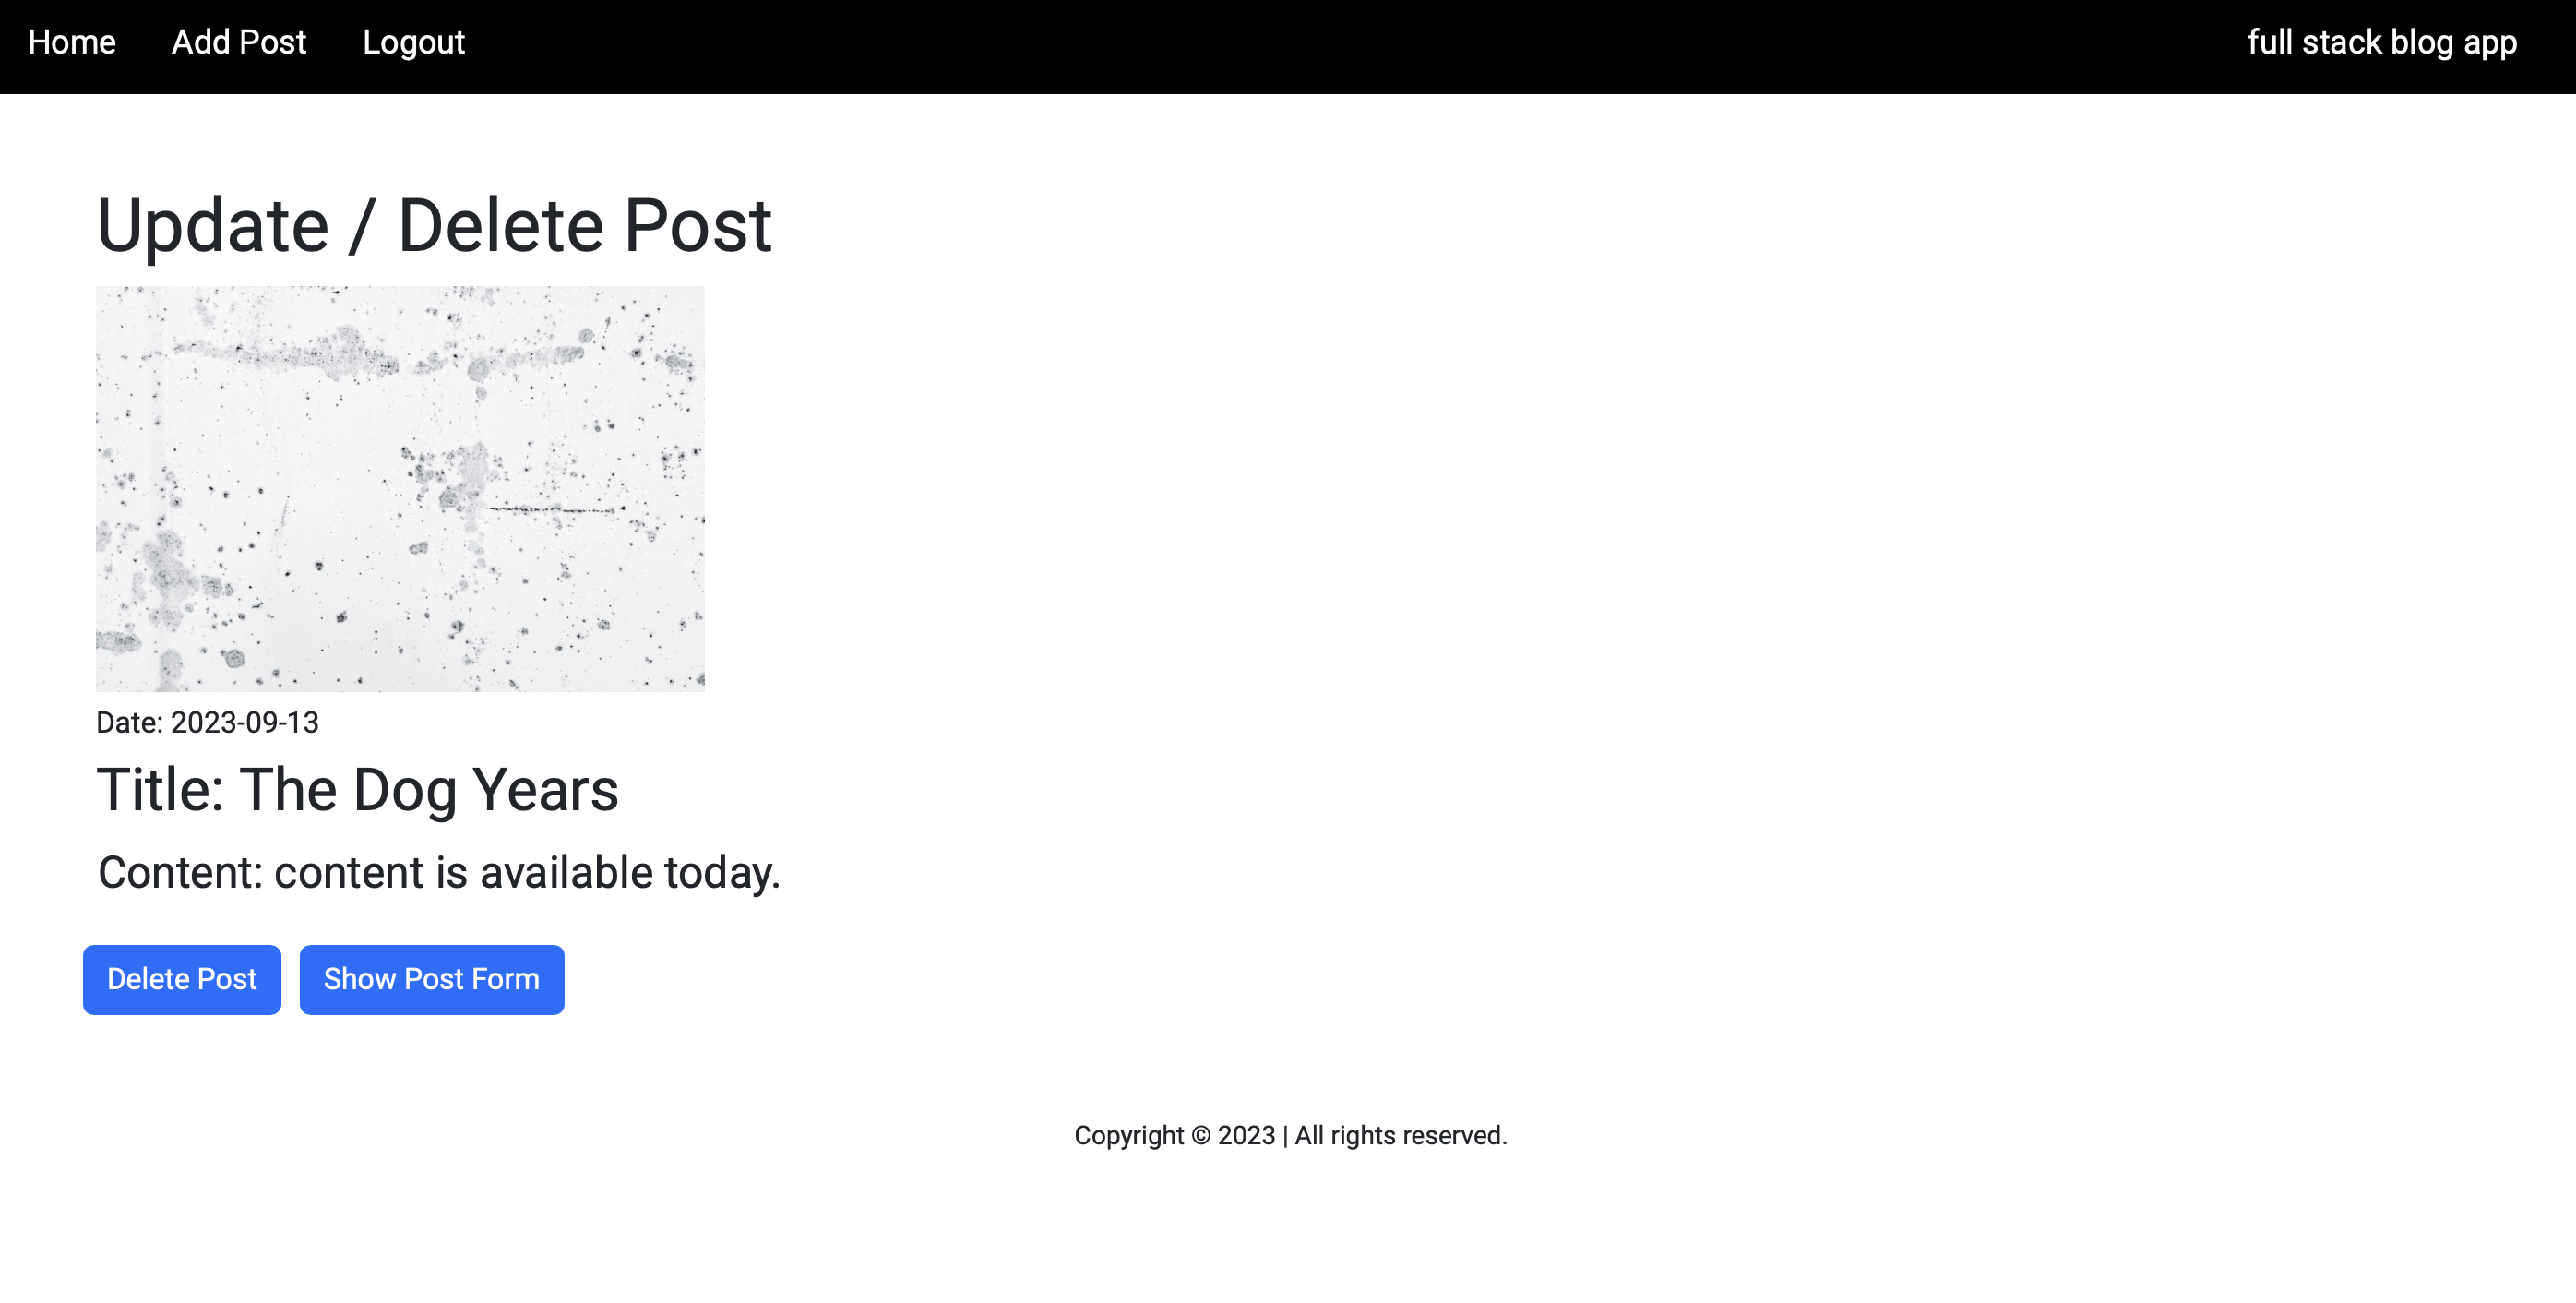 Home Add Post Logout full stack blog app
Update / Delete Post
Date: 2023-09-13
Title: The Dog Years
Content: content is available today.
Delete Post Show Post Form
Copyright © 2023 | All rights reserved.